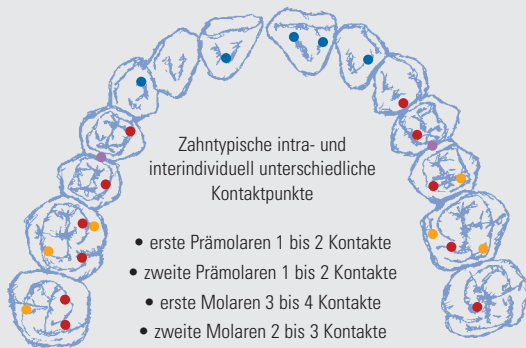 Zahntypische intra- und
interindividuell unterschiedliche
Kontaktpunkte
• erste Prämolaren 1 bis 2 Kontakte
• zweite Prämolaren 1 bis 2 Kontakte
• erste Molaren 3 bis 4 Kontakte
• zweite Molaren 2 bis 3 Kontakte